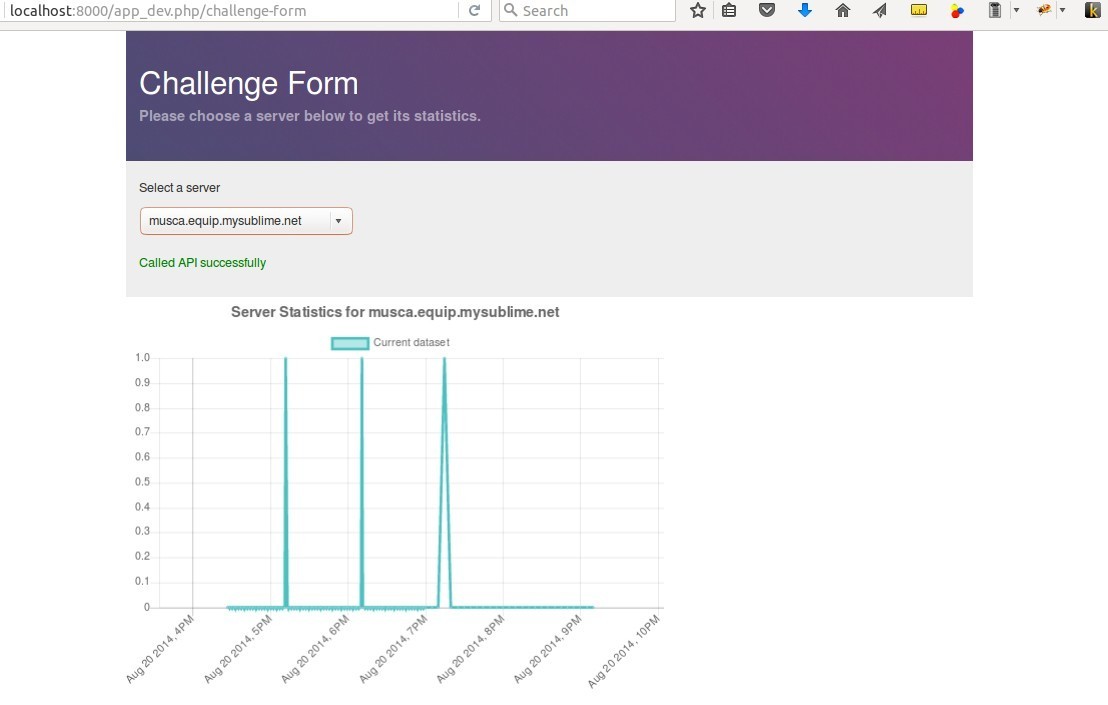 localhost:8000/app_dev.php/challenge-form
Search
k
Challenge Form
Please choose a server below to get its statistics.
Select a server
musca.equip.mysublime.net
Called API successfully
Server Statistics for musca.equip.mysublime.net
Current dataset
1.0
0.9
0.8
0.7
0.6
0.5
0.4
0.3
0.2
0.1
0
Aug 20 2014, 4PM
Aug 20 2014, 5PM
Aug 20 2014, 6PM
Aug 20 2014, 7PM
Aug 20 2014, 8PM
Aug 20 2014, 9PM
Aug 20 2014, 10PM